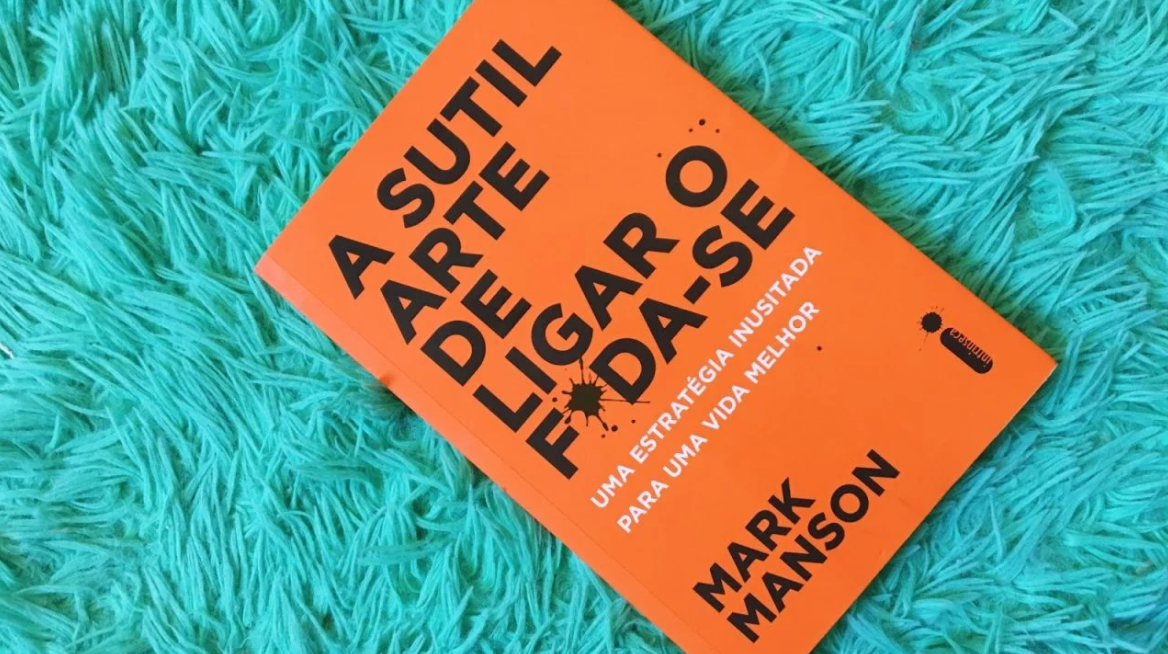 A SUTIL
ARTE
DE
LIGAR O
F DA-SE
UMA ESTRATÉGIA INUSITADA
PARA UMA VIDA MELHOR
intrínseca
MARK
MANSON